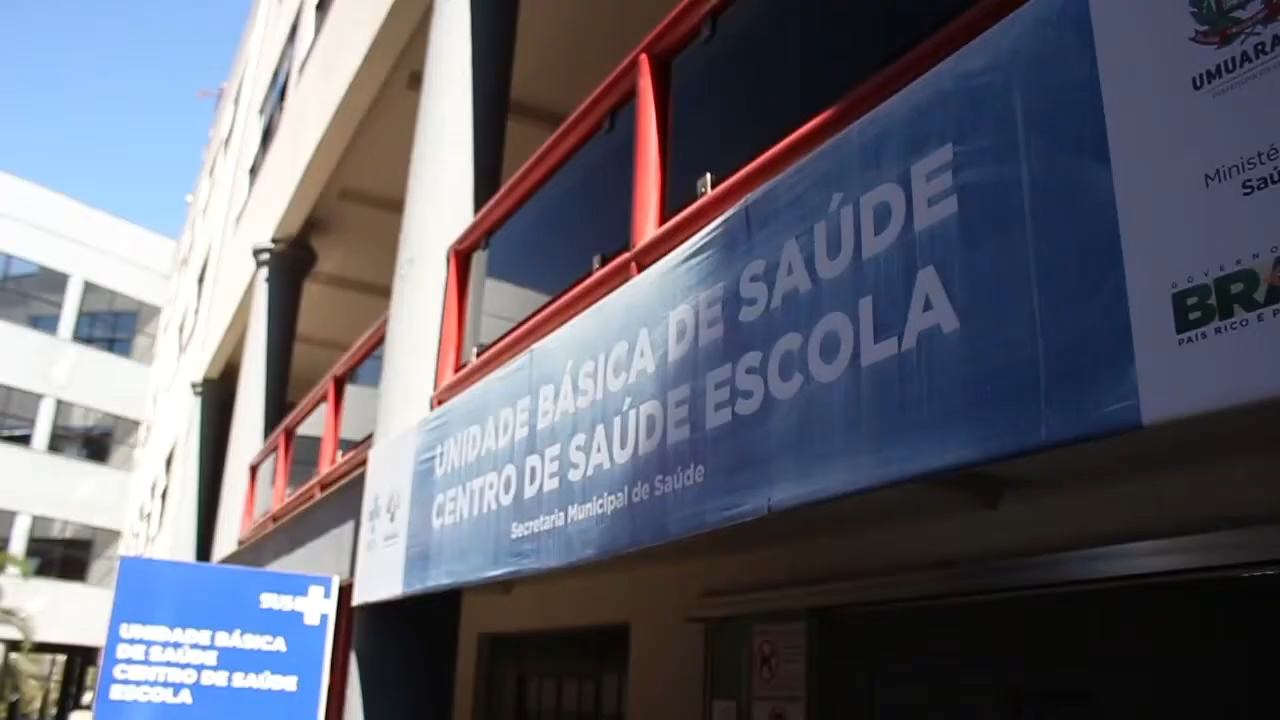 UNIDADE BÁSICA DE SAÚDE
CENTRO DE SAÚDE ESCOLA
Secretaria Municipal de Saúde
UMUARA
Ministé
Saú
GOVERNO
BRA
PAÍS RICO É P
SUS
UNIDADE BÁSICA
DE SAÚDE
CENTRO DE SAÚDE
ESCOLA